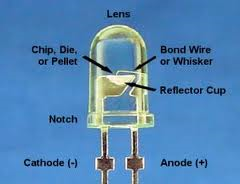 Lens
Chip, Die,
or Pellet
Bond Wire
or Whisker
Reflector Cup
Notch
Cathode (-)
Anode (+)